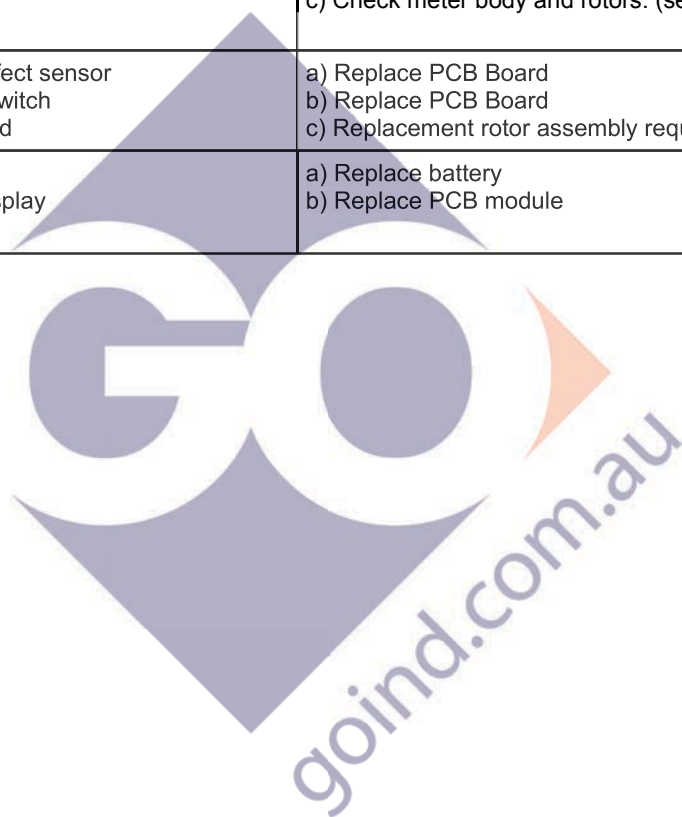 c) Check meter body and rotors.
fect sensor
a) Replace PCB Board
witch
b) Replace PCB Board
d
c) Replacement rotor assembly requ
a) Replace battery
splay
b) Replace PCB module
GO
goind.com.au